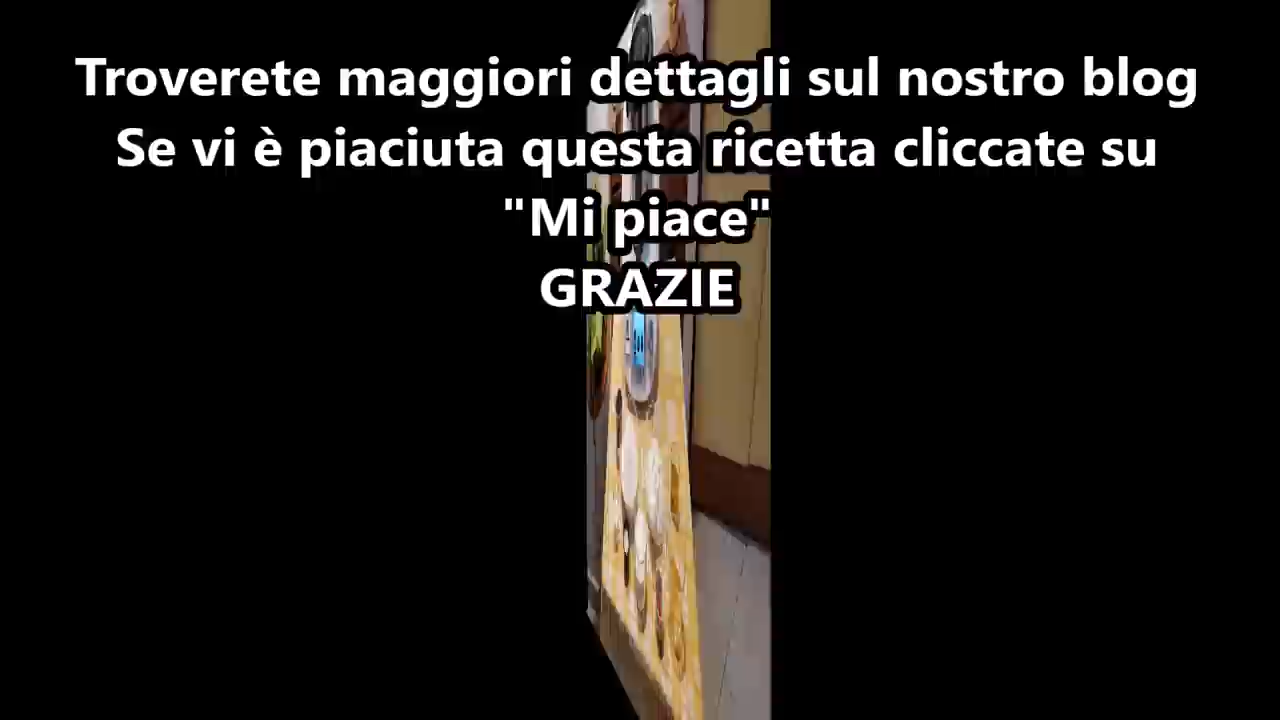 Troverete maggiori dettagli sul nostro blog
Se vi è piaciuta questa ricetta cliccate su
"Mi piace"
GRAZIE